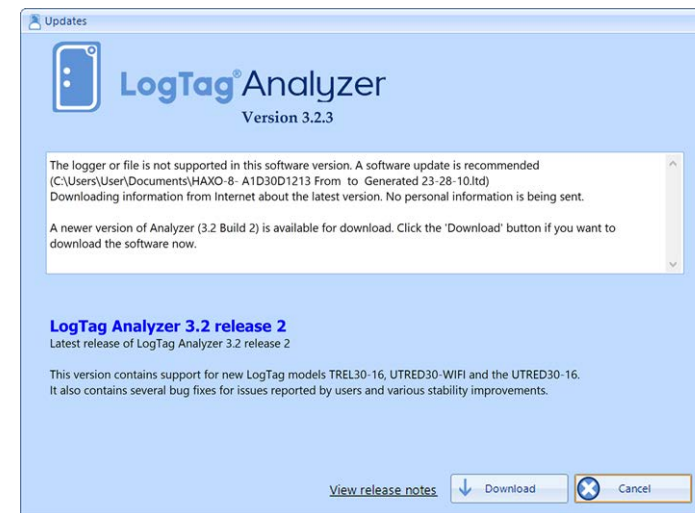 Updates
LogTag® Analyzer
Version 3.2.3
The logger or file is not supported in this software version. A software update is recommended
(C:\Users\User\Documents\HAXO-8- A1D30D1213 From to Generated 23-28-10.ltd)
Downloading information from Internet about the latest version. No personal information is being sent.
A newer version of Analyzer (3.2 Build 2) is available for download. Click the 'Download' button if you want to
download the software now.
LogTag Analyzer 3.2 release 2
Latest release of LogTag Analyzer 3.2 release 2
This version contains support for new LogTag models TREL30-16, UTRED30-WIFI and the UTRED30-16.
It also contains several bug fixes for issues reported by users and various stability improvements.
View release notes Download Cancel